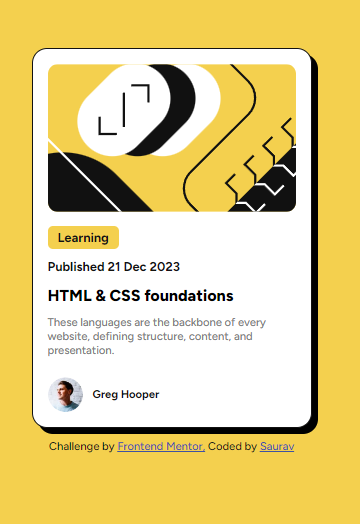 Learning
Published 21 Dec 2023
HTML & CSS foundations
These languages are the backbone of every
website, defining structure, content, and
presentation.
Greg Hooper
Challenge by Frontend Mentor, Coded by Saurav